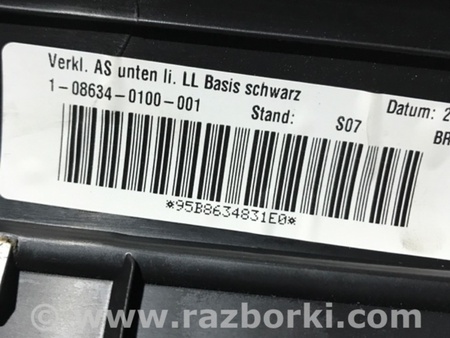 Verkl. AS unten li. LL Basis schwarz
1-08634-0100-001 Stand: S07 Datum: 2
BR
*95B8634831E0*
www.razborki.com